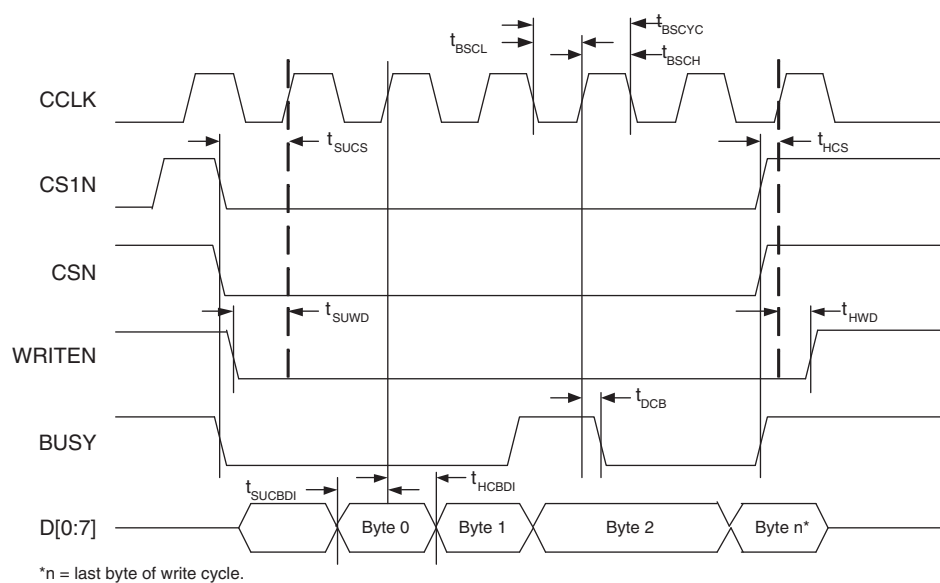 tBSCYC
tBSCL
tBSCH
CCLK
tSUCS
tHCS
CS1N
CSN
tSUWD
tHWD
WRITEN
tDCB
BUSY
tSUCBDI
tHCBDI
D[0:7]
Byte 0
Byte 1
Byte 2
Byte n*
*n = last byte of write cycle.